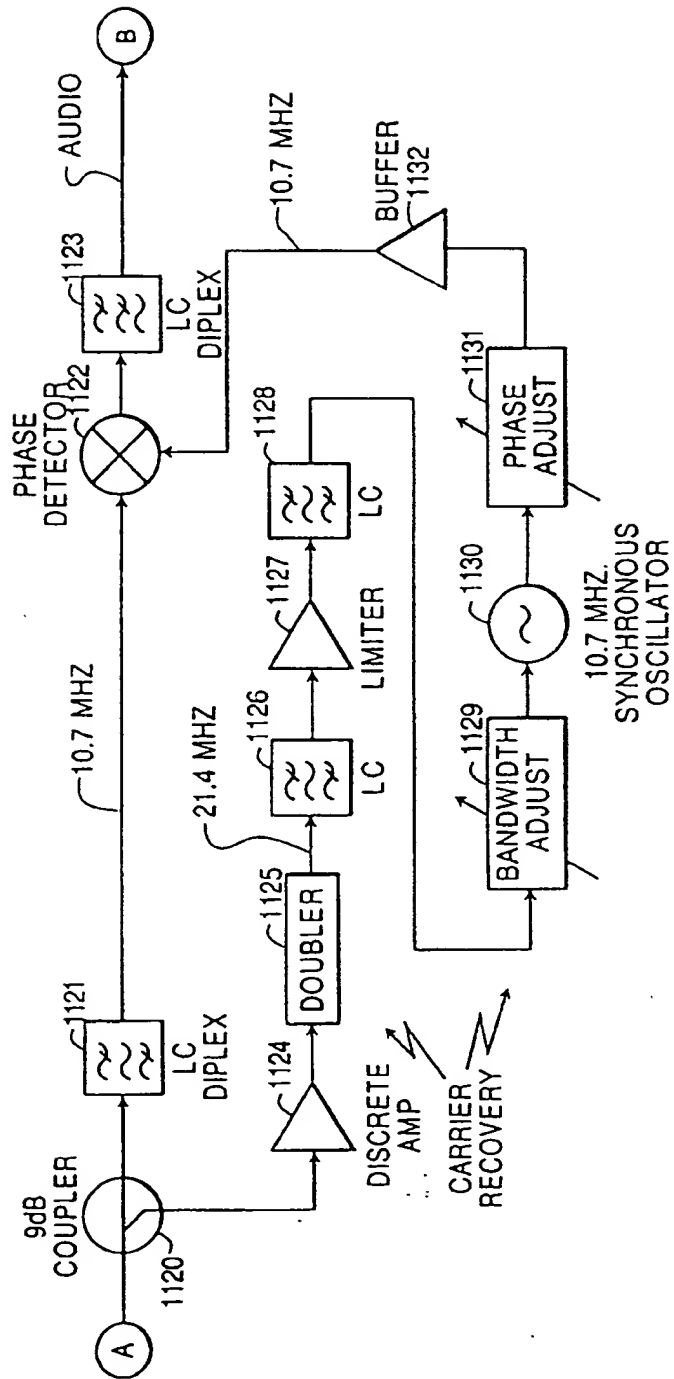 A
9dB
COUPLER
1120
1121
LC
DIPLEX
10.7 MHZ
PHASE
DETECTOR
1122
1123
LC
DIPLEX
AUDIO
B
DISCRETE
AMP
1124
DOUBLER
1125
21.4 MHZ
1126
LC
LIMITER
1127
1128
LC
10.7 MHZ
BUFFER
1132
CARRIER
RECOVERY
BANDWIDTH
ADJUST
1129
1130
10.7 MHZ.
SYNCHRONOUS
OSCILLATOR
PHASE
ADJUST
1131